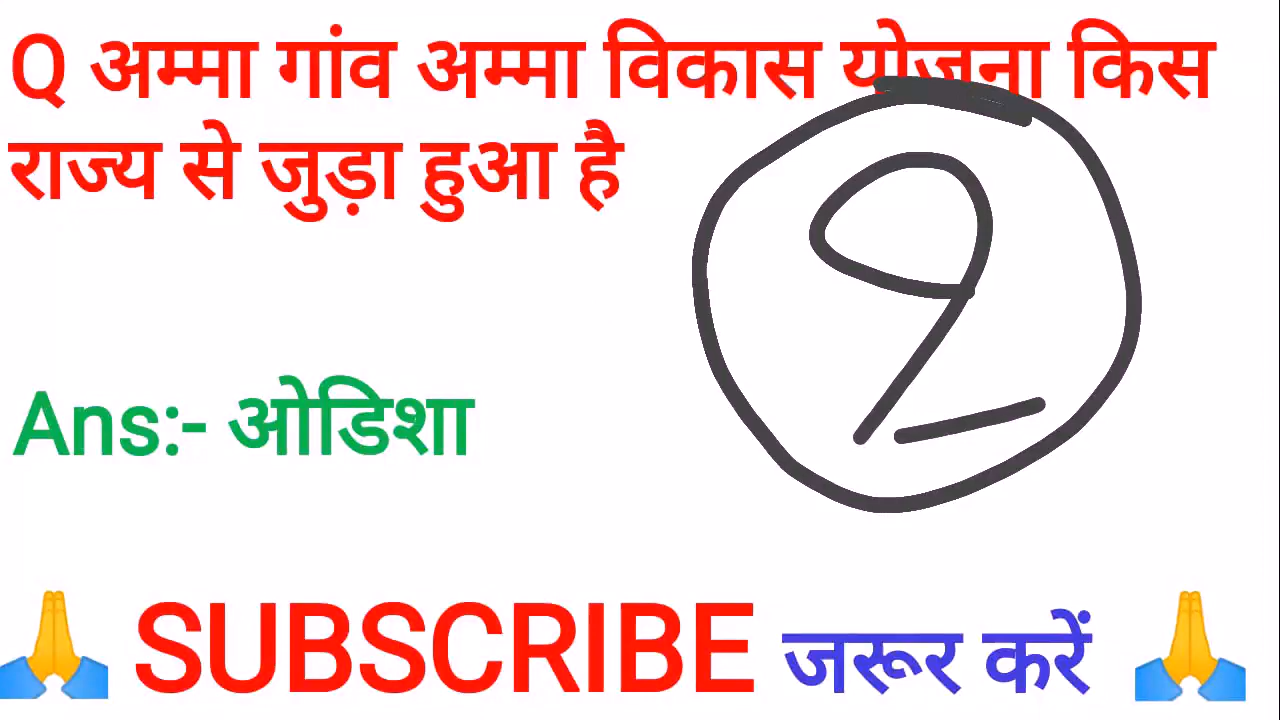 Q अम्मा गांव अम्मा विकास योजना किस
राज्य से जुड़ा हुआ है
9
Ans:- ओडिशा
🙏 SUBSCRIBE जरूर करें 🙏